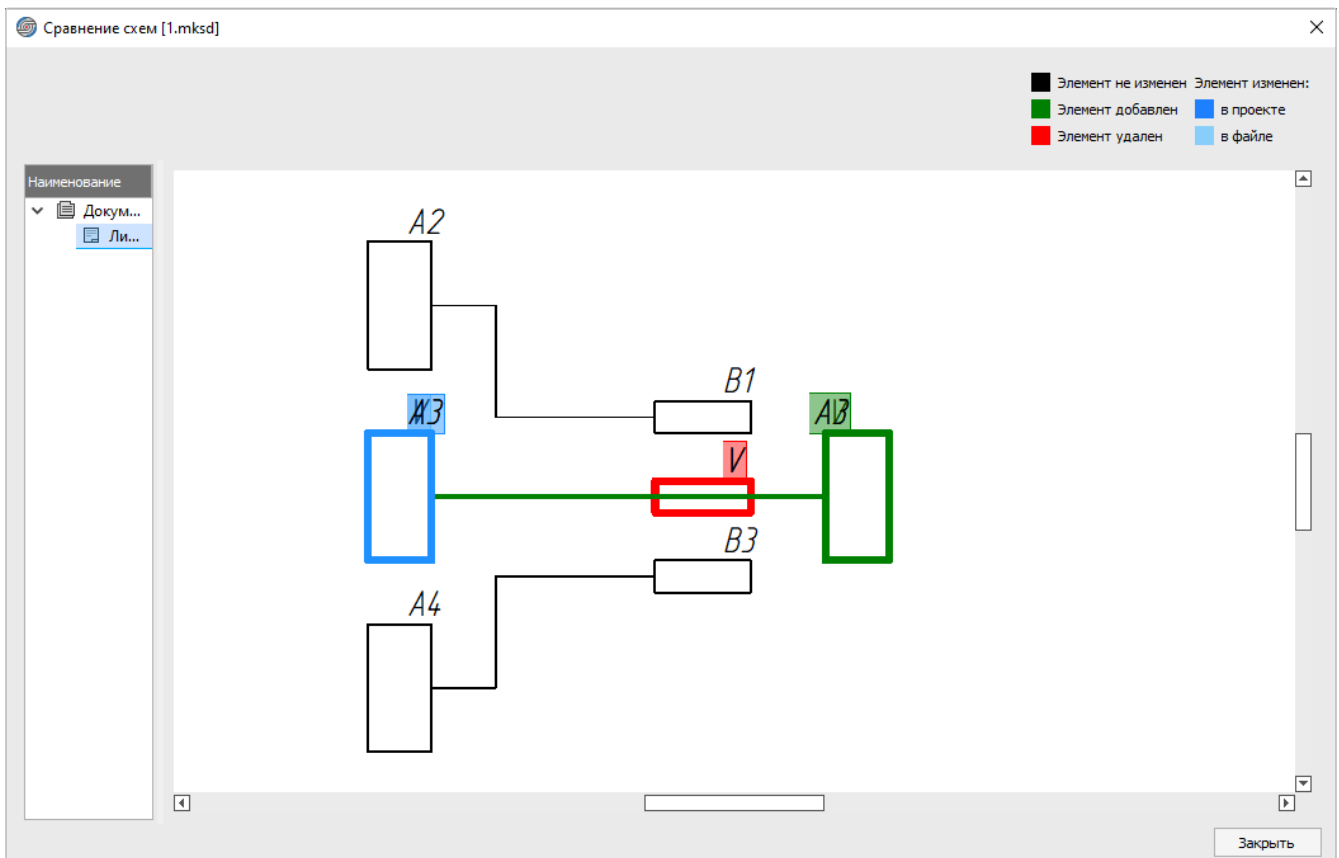 Сравнение схем [1.mksd]
Элемент не изменен Элемент изменен:
Элемент добавлен в проекте
Элемент удален в файле
Наименование
Докум...
Ли...
A2
B1
V
B3
A4
Закрыть